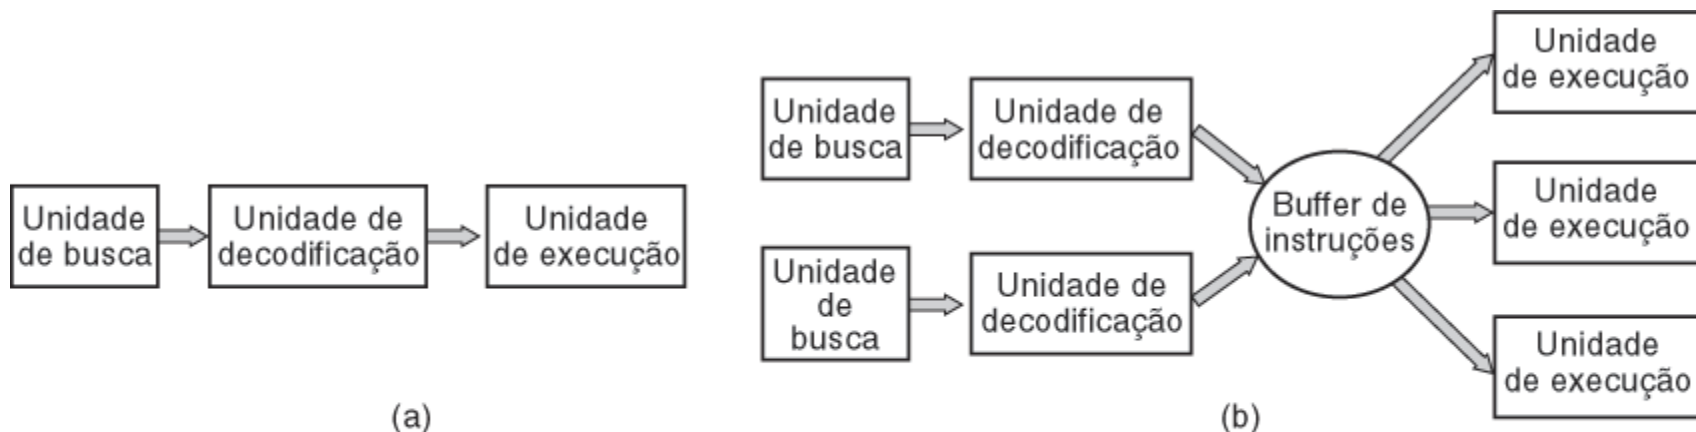 Unidade
de busca
Unidade de
decodificação
Unidade
de execução
(a)
Unidade
de busca
Unidade de
decodificação
Unidade
de
busca
Unidade de
decodificação
Buffer de
instruções
Unidade
de execução
Unidade
de execução
Unidade
de execução
(b)